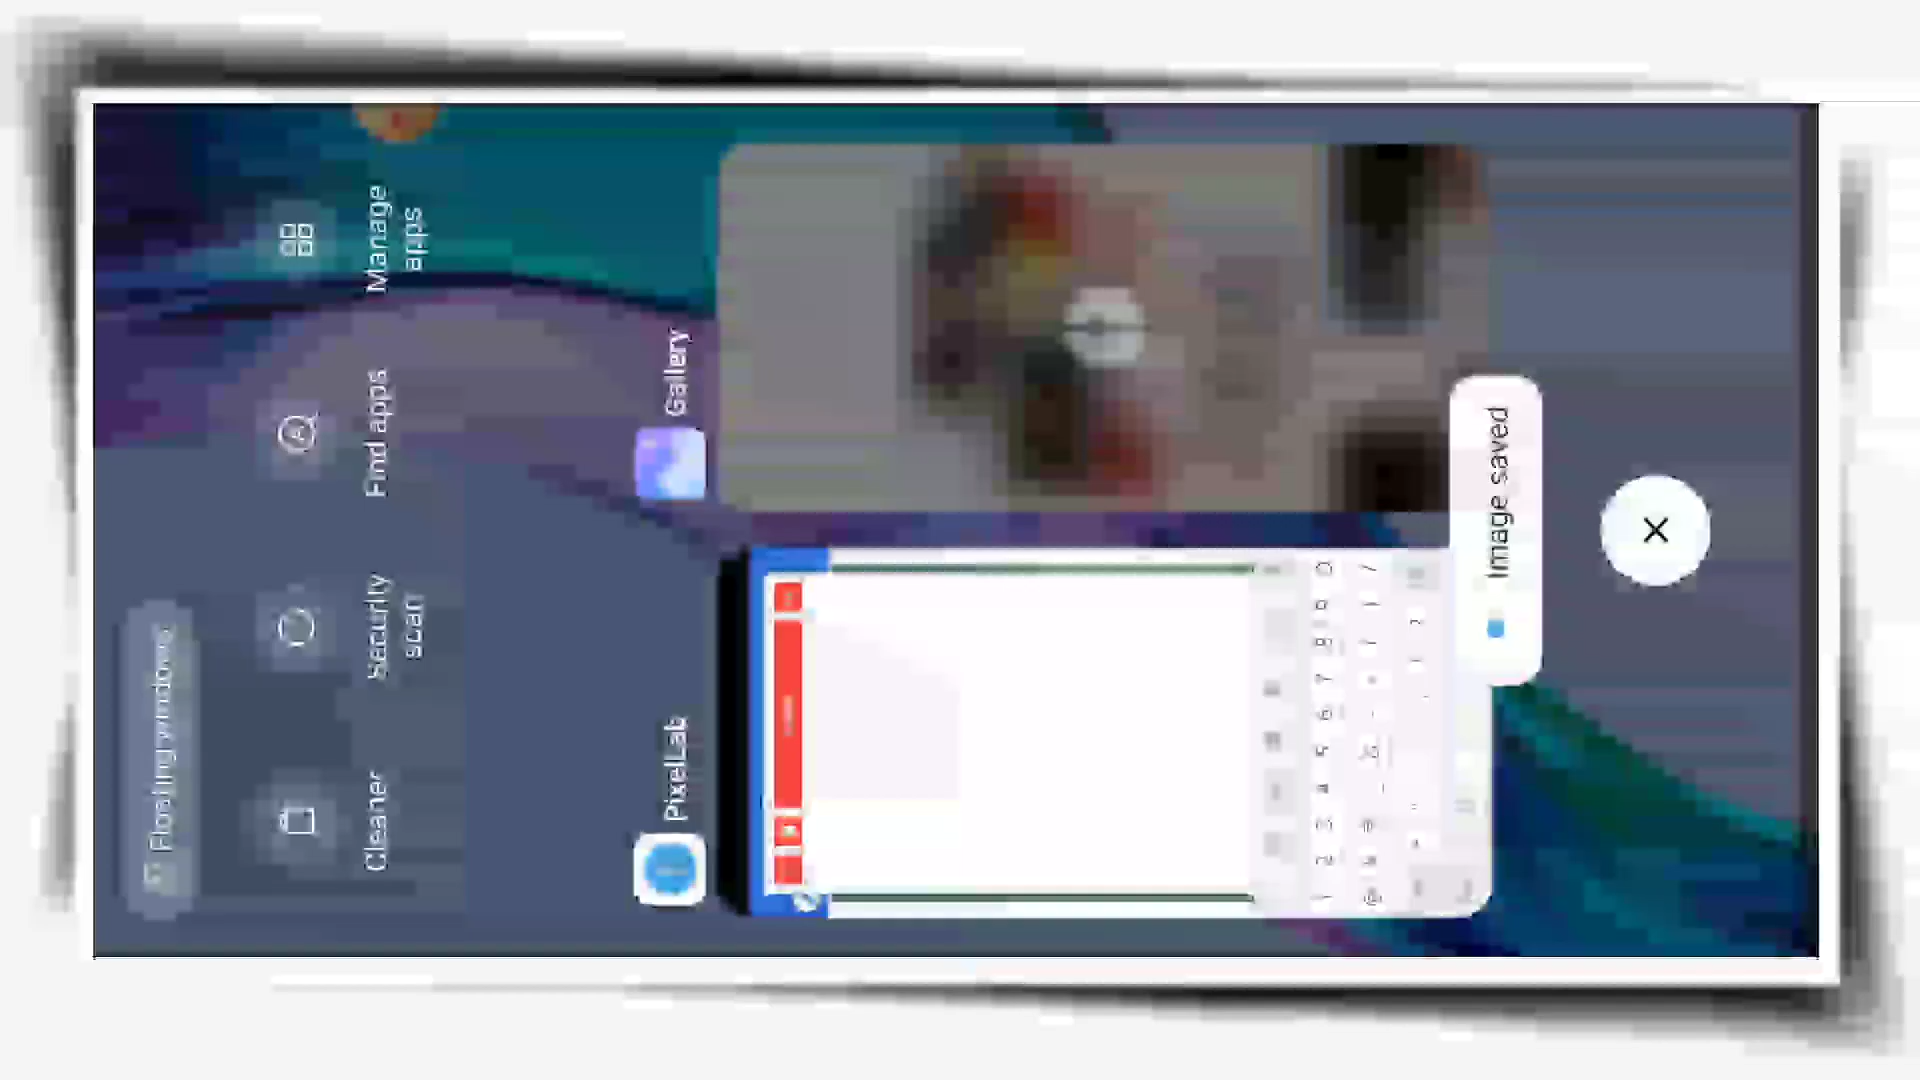 Floating windows
Cleaner
Security scan
Find apps
Manage apps
PixelLab
Gallery
Image saved